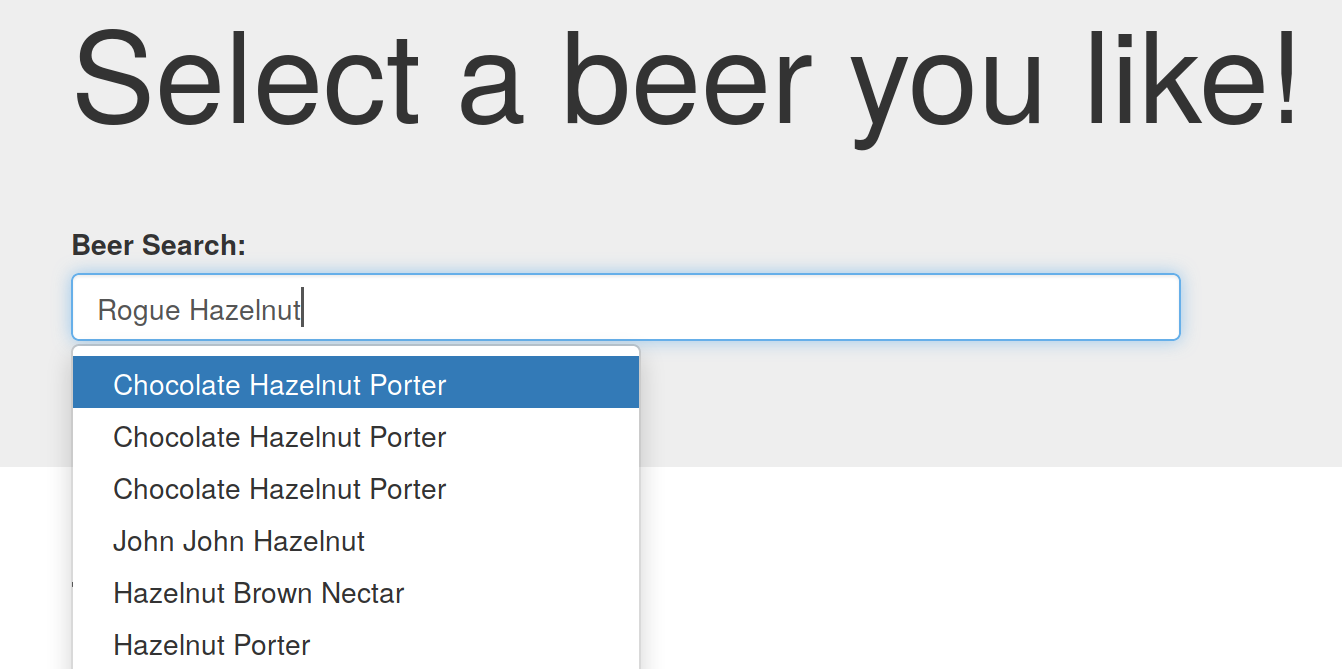 Select a beer you like!
Beer Search:
Rogue Hazelnut
Chocolate Hazelnut Porter
Chocolate Hazelnut Porter
Chocolate Hazelnut Porter
John John Hazelnut
Hazelnut Brown Nectar
Hazelnut Porter